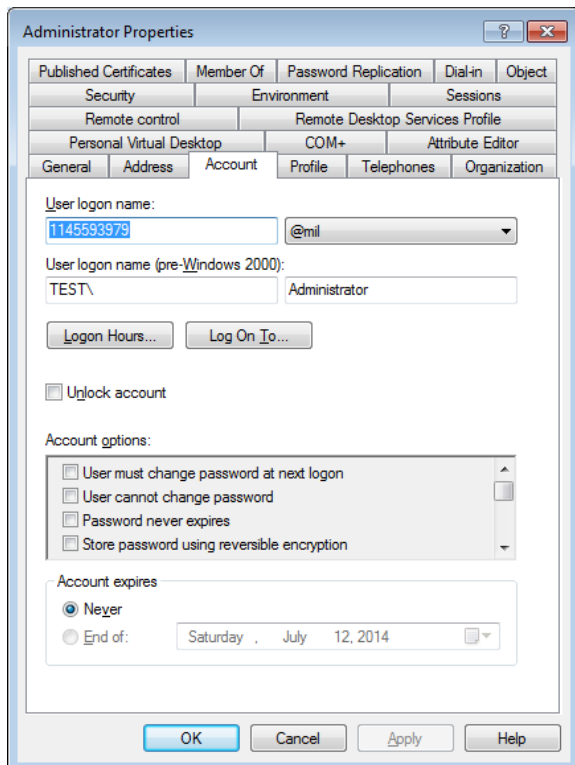 Administrator Properties
Published Certificates Member Of Password Replication Dial-in Object
Security Environment Sessions
Remote control Remote Desktop Services Profile
Personal Virtual Desktop COM+ Attribute Editor
General Address Account Profile Telephones Organization
User logon name:
1145593979 @mil
User logon name (pre-Windows 2000):
TEST\ Administrator
Logon Hours... Log On To...
Unlock account
Account options:
User must change password at next logon
User cannot change password
Password never expires
Store password using reversible encryption
Account expires
Never
End of: Saturday , July 12, 2014
OK Cancel Apply Help